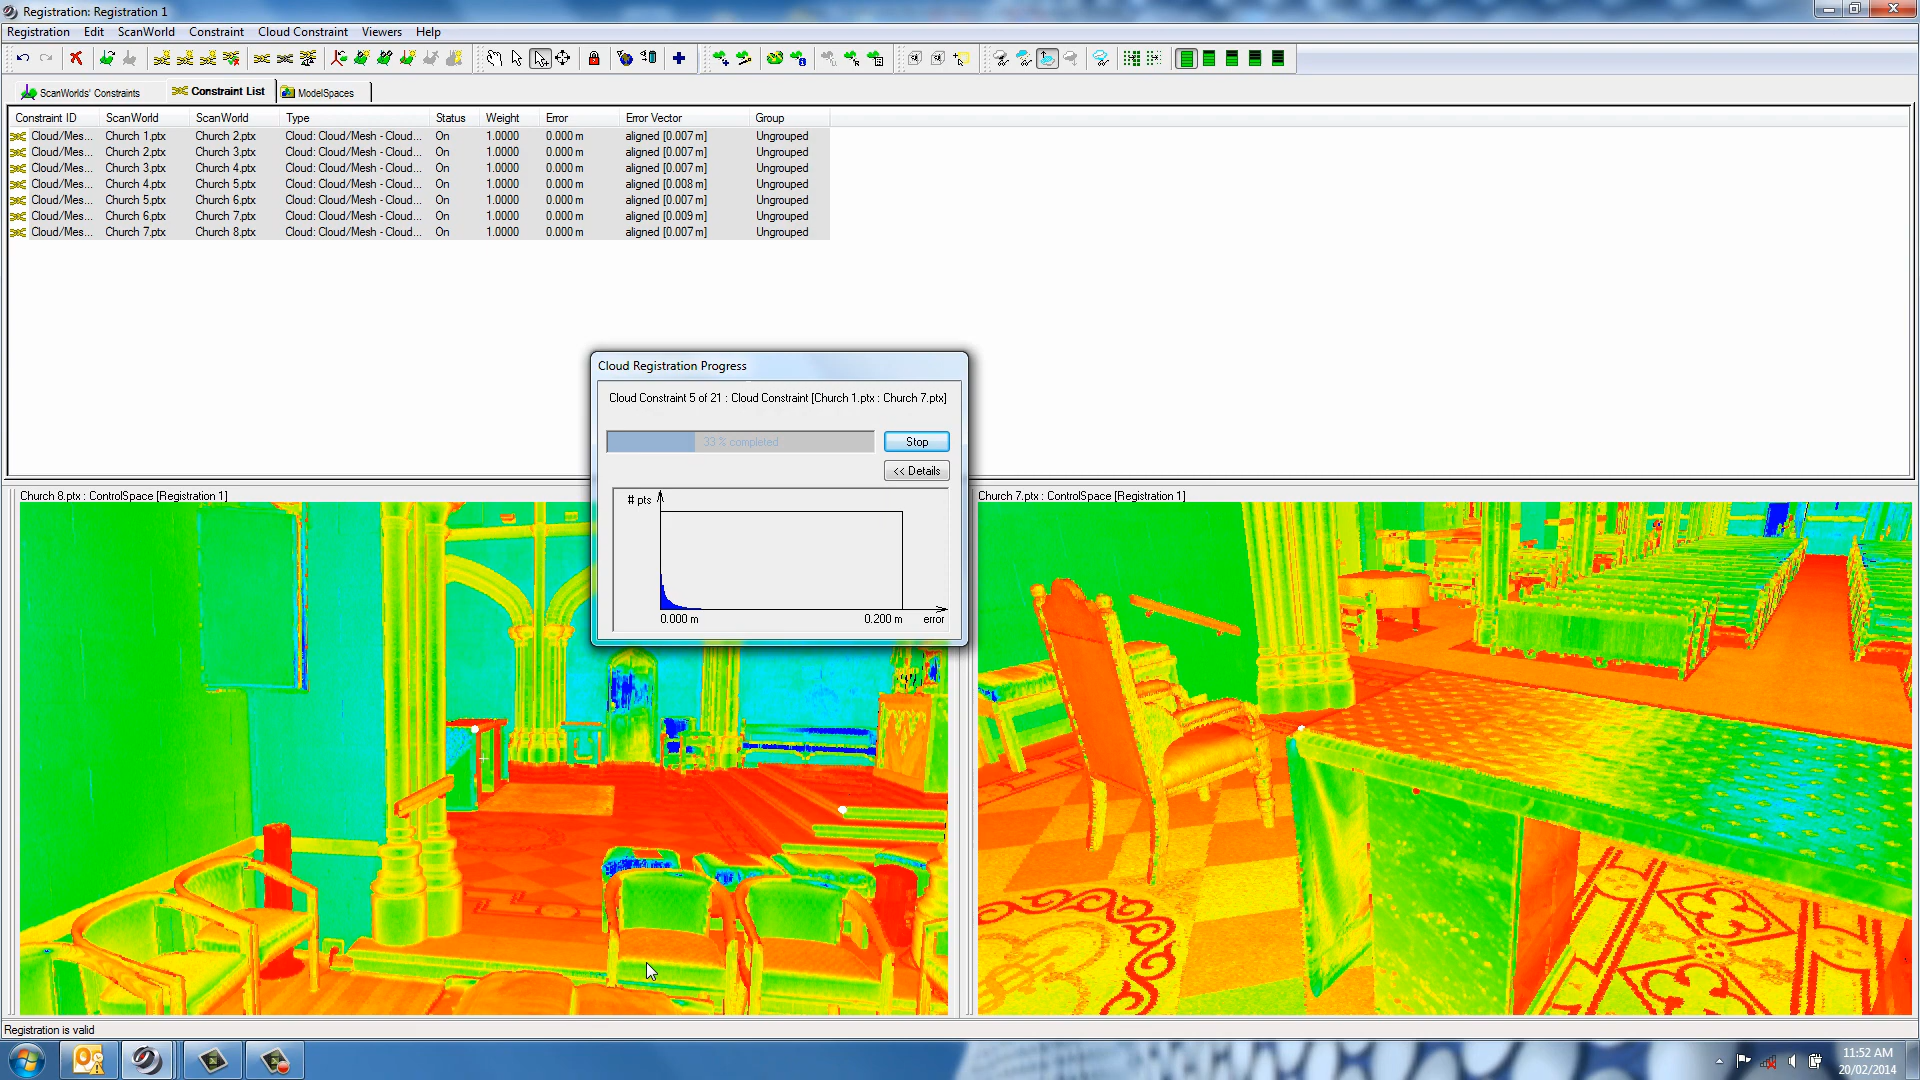 Registration: Registration 1
Registration Edit ScanWorld Constraint Cloud Constraint Viewers Help
ScanWorlds' Constraints Constraint List ModelSpaces
Constraint ID ScanWorld ScanWorld Type Status Weight Error Error Vector Group
Cloud/Mes... Church 1.ptx Church 2.ptx Cloud: Cloud/Mesh - Cloud... On 1.0000 0.000 m aligned [0.007 m] Ungrouped
Cloud/Mes... Church 2.ptx Church 3.ptx Cloud: Cloud/Mesh - Cloud... On 1.0000 0.000 m aligned [0.007 m] Ungrouped
Cloud/Mes... Church 3.ptx Church 4.ptx Cloud: Cloud/Mesh - Cloud... On 1.0000 0.000 m aligned [0.007 m] Ungrouped
Cloud/Mes... Church 4.ptx Church 5.ptx Cloud: Cloud/Mesh - Cloud... On 1.0000 0.000 m aligned [0.008 m] Ungrouped
Cloud/Mes... Church 5.ptx Church 6.ptx Cloud: Cloud/Mesh - Cloud... On 1.0000 0.000 m aligned [0.007 m] Ungrouped
Cloud/Mes... Church 6.ptx Church 7.ptx Cloud: Cloud/Mesh - Cloud... On 1.0000 0.000 m aligned [0.009 m] Ungrouped
Cloud/Mes... Church 7.ptx Church 8.ptx Cloud: Cloud/Mesh - Cloud... On 1.0000 0.000 m aligned [0.007 m] Ungrouped
Cloud Registration Progress
Cloud Constraint 5 of 21 : Cloud Constraint [Church 1.ptx : Church 7.ptx]
33 % completed Stop
<< Details
# pts
0.000 m 0.200 m error
Church 8.ptx : ControlSpace [Registration 1]
Church 7.ptx : ControlSpace [Registration 1]
Registration is valid
11:52 AM
20/02/2014